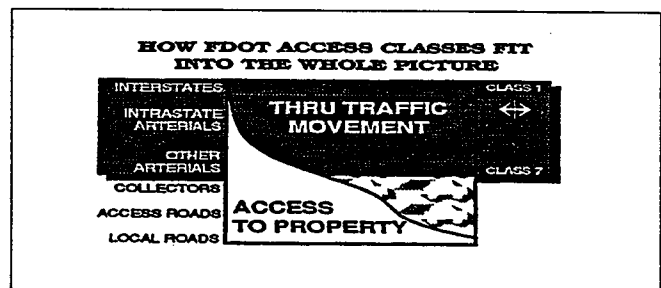 HOW FDOT ACCESS CLASSES FIT
INTO THE WHOLE PICTURE
INTERSTATES
INTRASTATE
ARTERIALS
OTHER
ARTERIALS
COLLECTORS
ACCESS ROADS
LOCAL ROADS
THRU TRAFFIC
MOVEMENT
ACCESS
TO PROPERTY
CLASS 1
CLASS 7